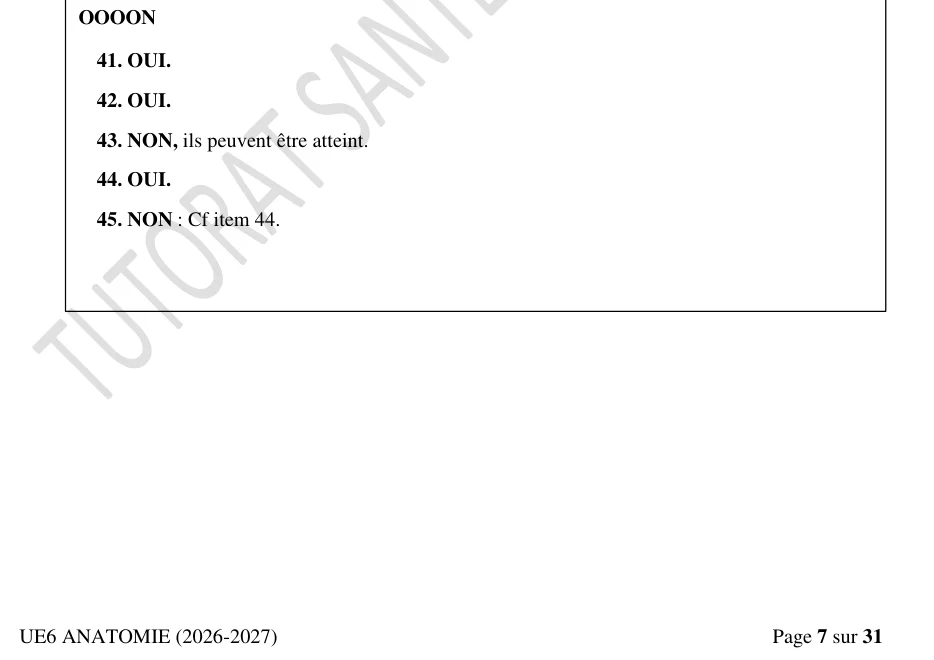 OOOON
41. OUI.
42. OUI.
43. NON, ils peuvent être atteint.
44. OUI.
45. NON : Cf item 44.
TUTORAT SANTE
UE6 ANATOMIE (2026-2027)
Page 7 sur 31